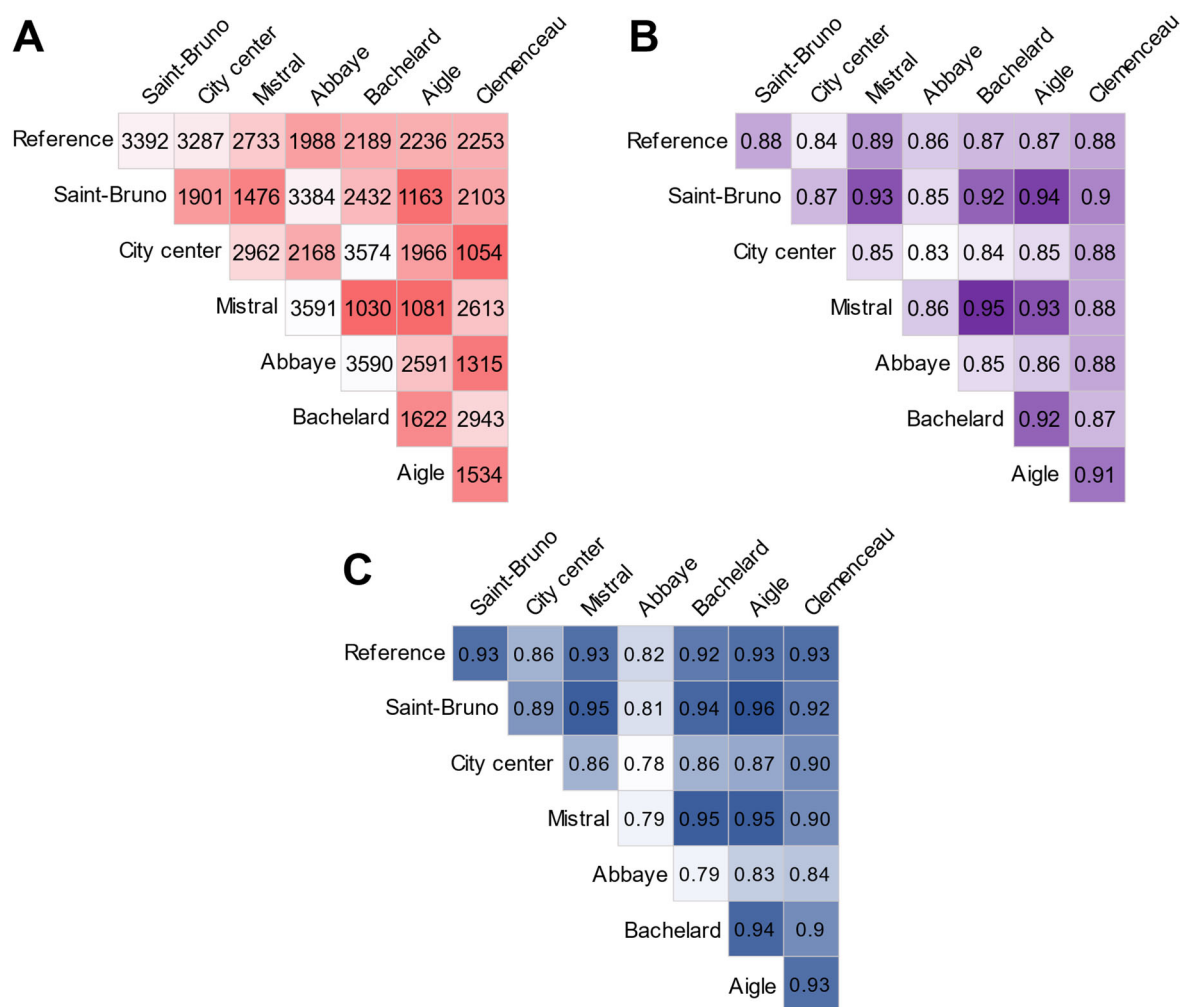 A
Saint-Bruno City center Mistral Abbaye Bachelard Aigle Clemenceau
Reference 3392 3287 2733 1988 2189 2236 2253
Saint-Bruno 1901 1476 3384 2432 1163 2103
City center 2962 2168 3574 1966 1054
Mistral 3591 1030 1081 2613
Abbaye 3590 2591 1315
Bachelard 1622 2943
Aigle 1534
B
Saint-Bruno City center Mistral Abbaye Bachelard Aigle Clemenceau
Reference 0.88 0.84 0.89 0.86 0.87 0.87 0.88
Saint-Bruno 0.87 0.93 0.85 0.92 0.94 0.9
City center 0.85 0.83 0.84 0.85 0.88
Mistral 0.86 0.95 0.93 0.88
Abbaye 0.85 0.86 0.88
Bachelard 0.92 0.87
Aigle 0.91
C
Saint-Bruno City center Mistral Abbaye Bachelard Aigle Clemenceau
Reference 0.93 0.86 0.93 0.82 0.92 0.93 0.93
Saint-Bruno 0.89 0.95 0.81 0.94 0.96 0.92
City center 0.86 0.78 0.86 0.87 0.90
Mistral 0.79 0.95 0.95 0.90
Abbaye 0.79 0.83 0.84
Bachelard 0.94 0.9
Aigle 0.93